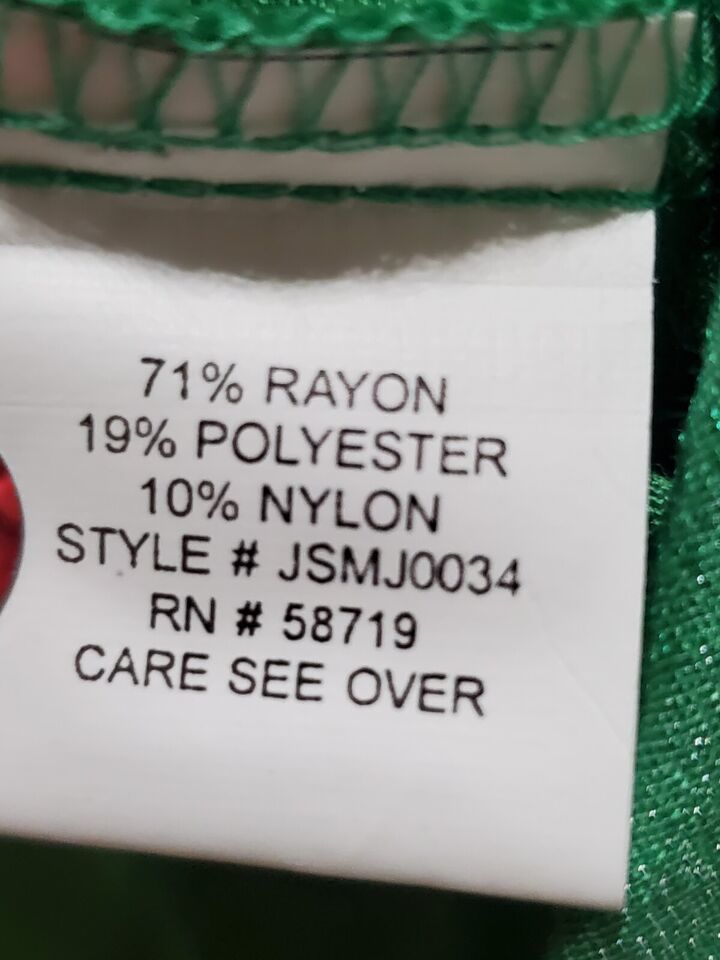 71% RAYON
19% POLYESTER
10% NYLON
STYLE # JSMJ0034
RN # 58719
CARE SEE OVER